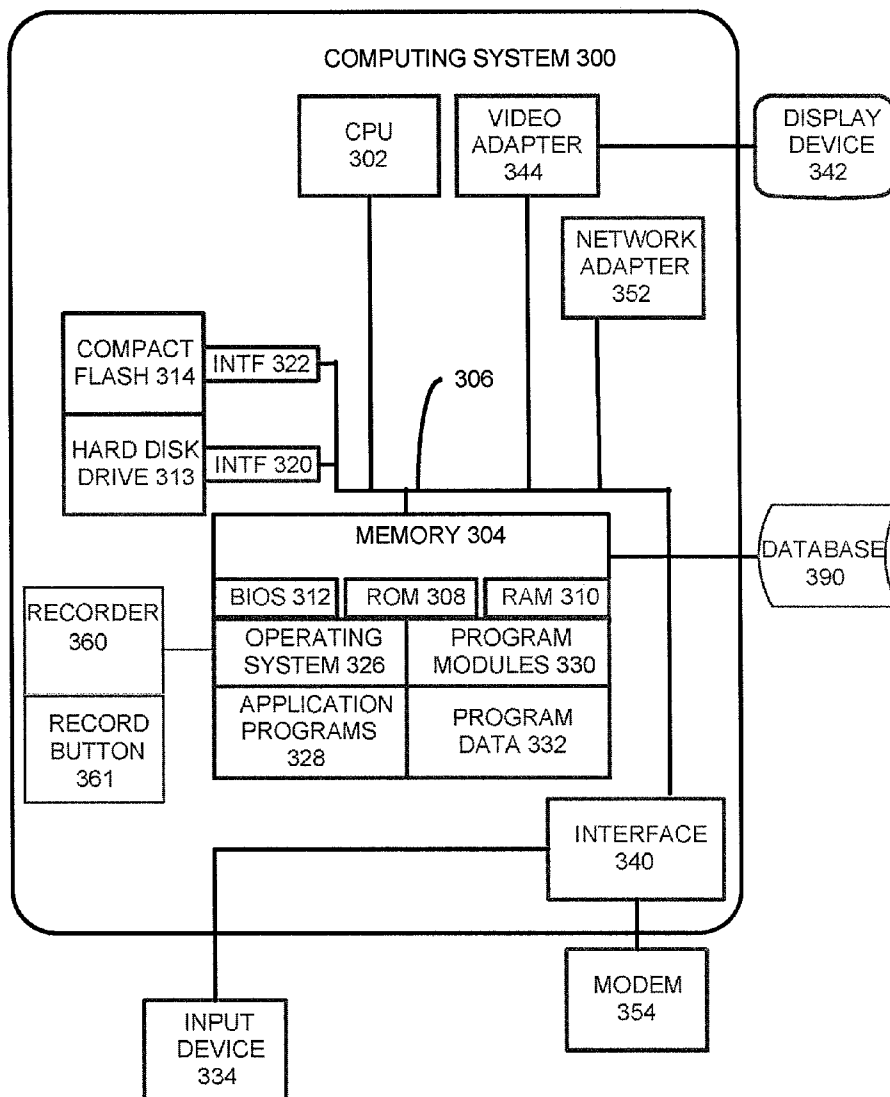 COMPUTING SYSTEM 300
CPU
302
VIDEO
ADAPTER
344
DISPLAY
DEVICE
342
NETWORK
ADAPTER
352
COMPACT
FLASH 314
INTF 322
306
HARD DISK
DRIVE 313
INTF 320
MEMORY 304
DATABASE
390
BIOS 312
ROM 308
RAM 310
RECORDER
360
OPERATING
SYSTEM 326
PROGRAM
MODULES 330
RECORD
BUTTON
361
APPLICATION
PROGRAMS
328
PROGRAM
DATA 332
INTERFACE
340
MODEM
354
INPUT
DEVICE
334